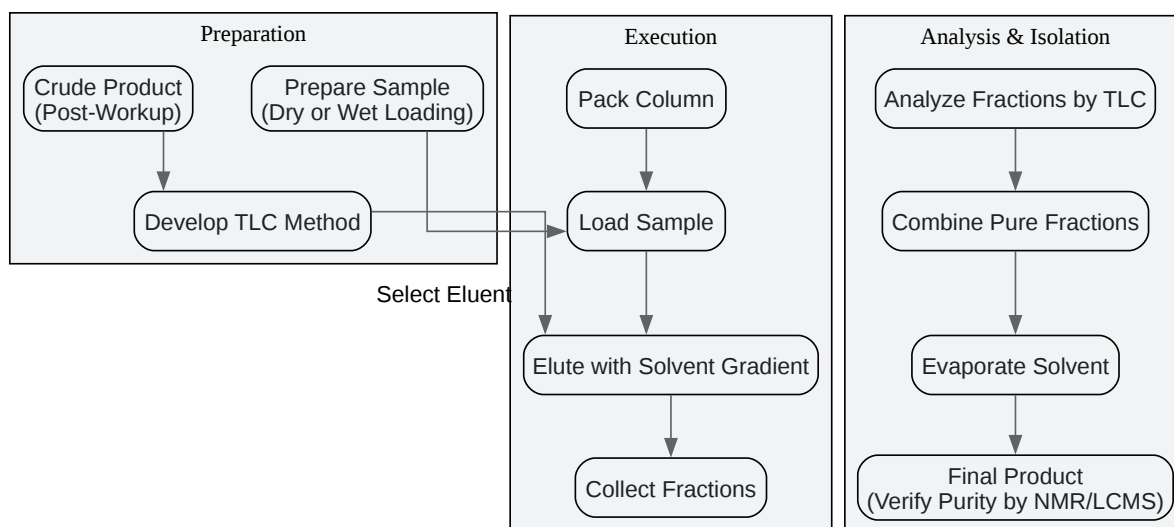 Preparation
Crude Product
(Post-Workup)
Prepare Sample
(Dry or Wet Loading)
Develop TLC Method
Select Eluent
Execution
Pack Column
Load Sample
Elute with Solvent Gradient
Collect Fractions
Analysis & Isolation
Analyze Fractions by TLC
Combine Pure Fractions
Evaporate Solvent
Final Product
(Verify Purity by NMR/LCMS)